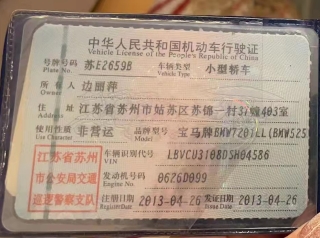 中华人民共和国机动车行驶证
Vehicle License of the People's Republic of China
号牌号码 苏E2659B 车辆类型 小型轿车
Plate No. Vehicle Type
所有人 边丽萍
Owner
住址 江苏省苏州市姑苏区苏锦一村37幢403室
Address
使用性质 非营运 品牌型号 宝马牌BMW7201LL(BMW525
江苏省苏州 车辆识别代号 LBVCU3108DSH04586
VIN
市公安局交通 发动机号码 0626D099
Engine No.
巡逻警察支队 注册日期 2013-04-26 发证日期 2013-04-26
Register Date Issue Date